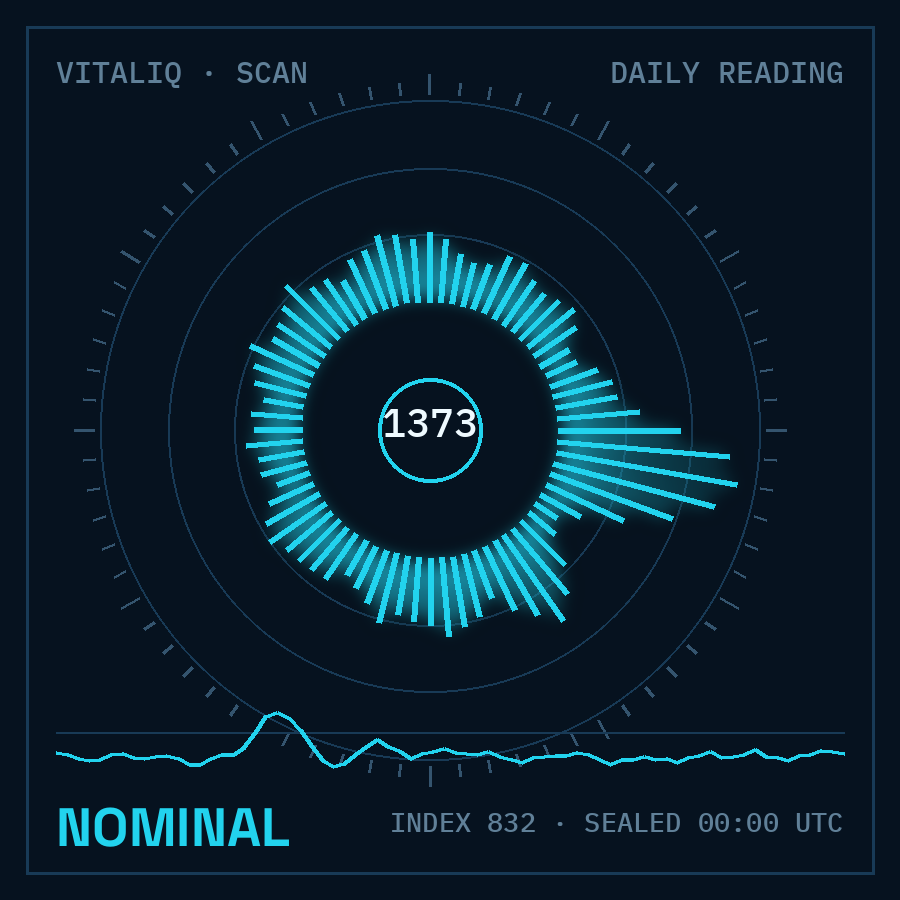 VITALIQ · SCAN
DAILY READING
1373
NOMINAL
INDEX 832 · SEALED 00:00 UTC